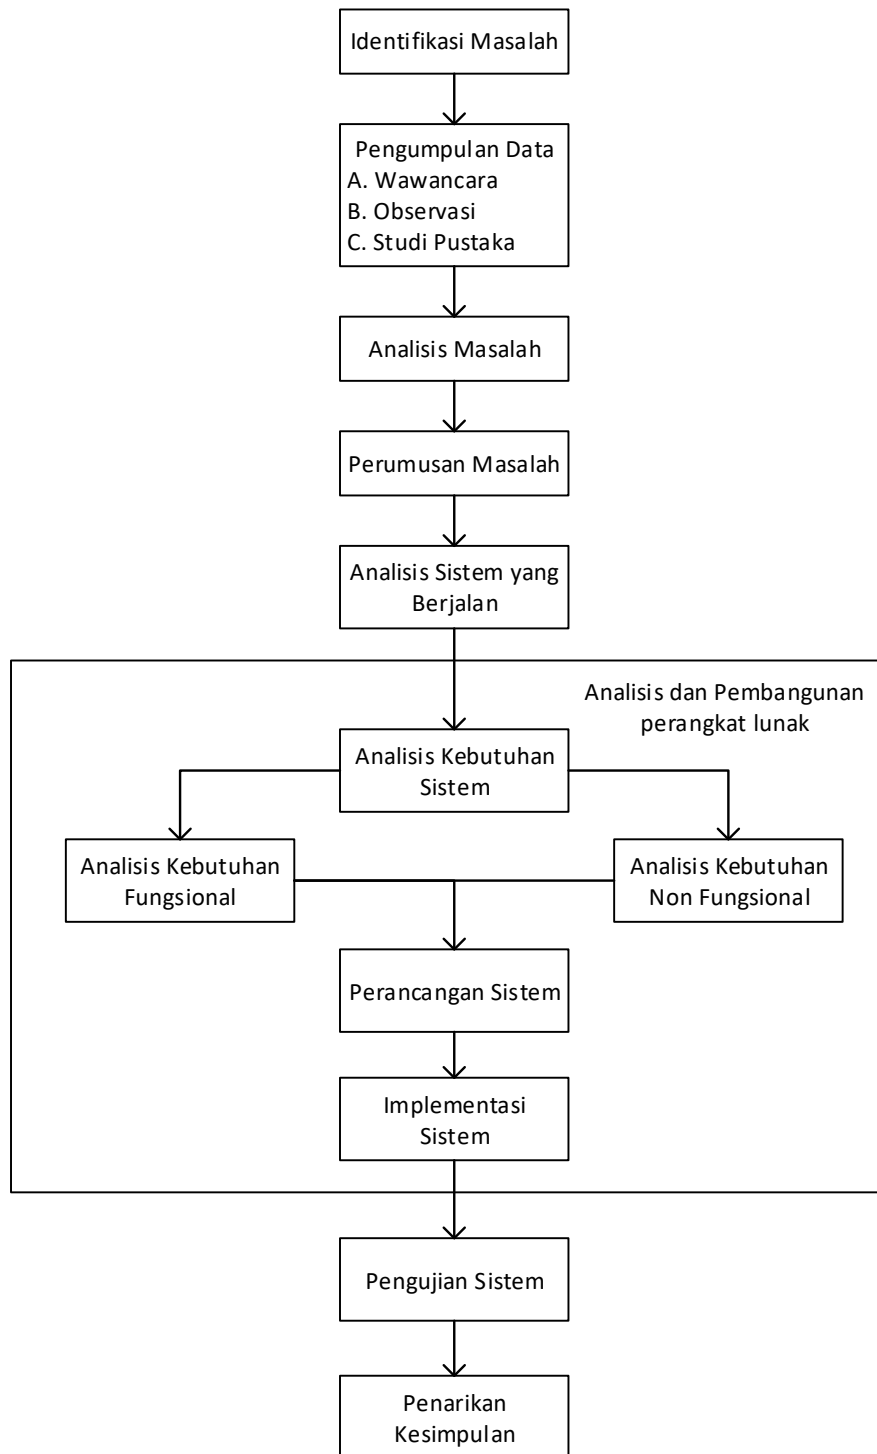 Identifikasi Masalah
Pengumpulan Data
A. Wawancara
B. Observasi
C. Studi Pustaka
Analisis Masalah
Perumusan Masalah
Analisis Sistem yang
Berjalan
Analisis dan Pembangunan
perangkat lunak
Analisis Kebutuhan
Sistem
Analisis Kebutuhan
Fungsional
Analisis Kebutuhan
Non Fungsional
Perancangan Sistem
Implementasi
Sistem
Pengujian Sistem
Penarikan
Kesimpulan